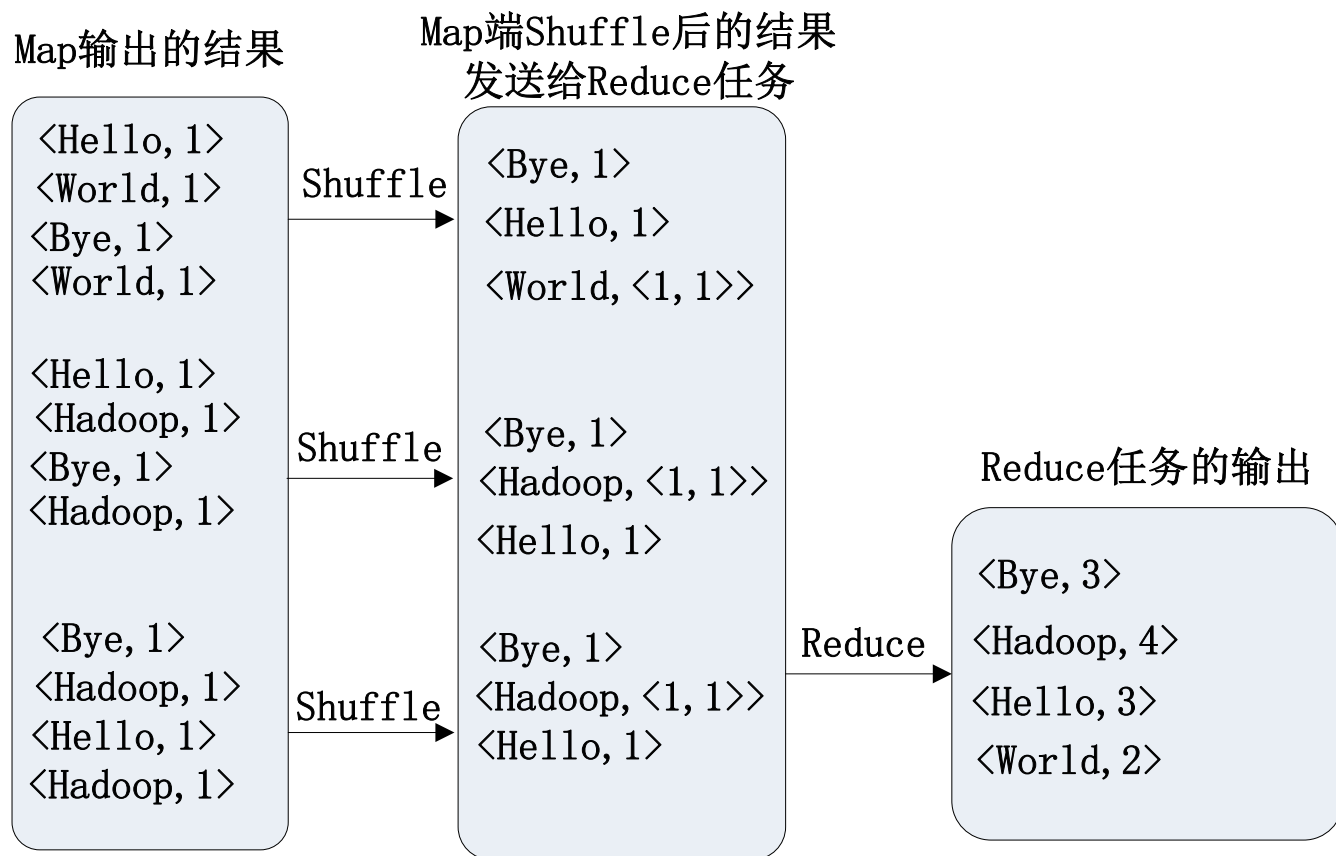 Map输出的结果
<Hello,1>
<World,1>
<Bye,1>
<World,1>
<Hello,1>
<Hadoop,1>
<Bye,1>
<Hadoop,1>
<Bye,1>
<Hadoop,1>
<Hello,1>
<Hadoop,1>
Shuffle
Shuffle
Shuffle
Map端Shuffle后的结果
发送给Reduce任务
<Bye,1>
<Hello,1>
<World,<1,1>>
<Bye,1>
<Hadoop,<1,1>>
<Hello,1>
<Bye,1>
<Hadoop,<1,1>>
<Hello,1>
Reduce
Reduce任务的输出
<Bye,3>
<Hadoop,4>
<Hello,3>
<World,2>